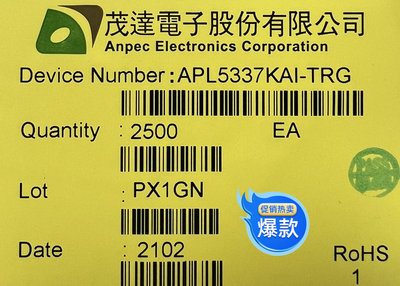 茂達電子股份有限公司
Anpec Electronics Corporation
Device Number: APL5337KAI-TRG
Quantity : 2500 EA
Lot : PX1GN
促销热卖
爆款
Date : 2102
RoHS
1